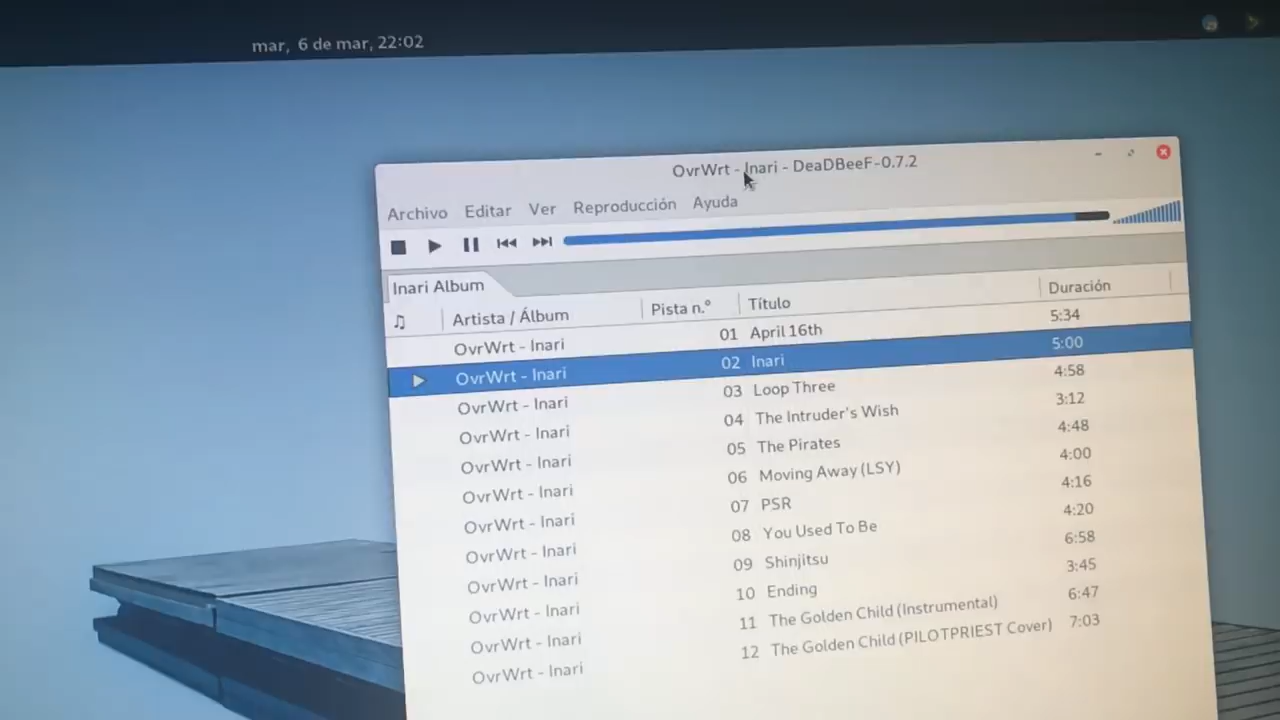 mar, 6 de mar, 22:02
OvrWrt - Inari - DeaDBeeF-0.7.2
Archivo Editar Ver Reproducción Ayuda
Inari Album
Artista / Álbum Pista n.º Título Duración
OvrWrt - Inari 01 April 16th 5:34
OvrWrt - Inari 02 Inari 5:00
OvrWrt - Inari 03 Loop Three 4:58
OvrWrt - Inari 04 The Intruder's Wish 3:12
OvrWrt - Inari 05 The Pirates 4:48
OvrWrt - Inari 06 Moving Away (LSY) 4:00
OvrWrt - Inari 07 PSR 4:16
OvrWrt - Inari 08 You Used To Be 4:20
OvrWrt - Inari 09 Shinjitsu 6:58
OvrWrt - Inari 10 Ending 3:45
OvrWrt - Inari 11 The Golden Child (Instrumental) 6:47
OvrWrt - Inari 12 The Golden Child (PILOTPRIEST Cover) 7:03